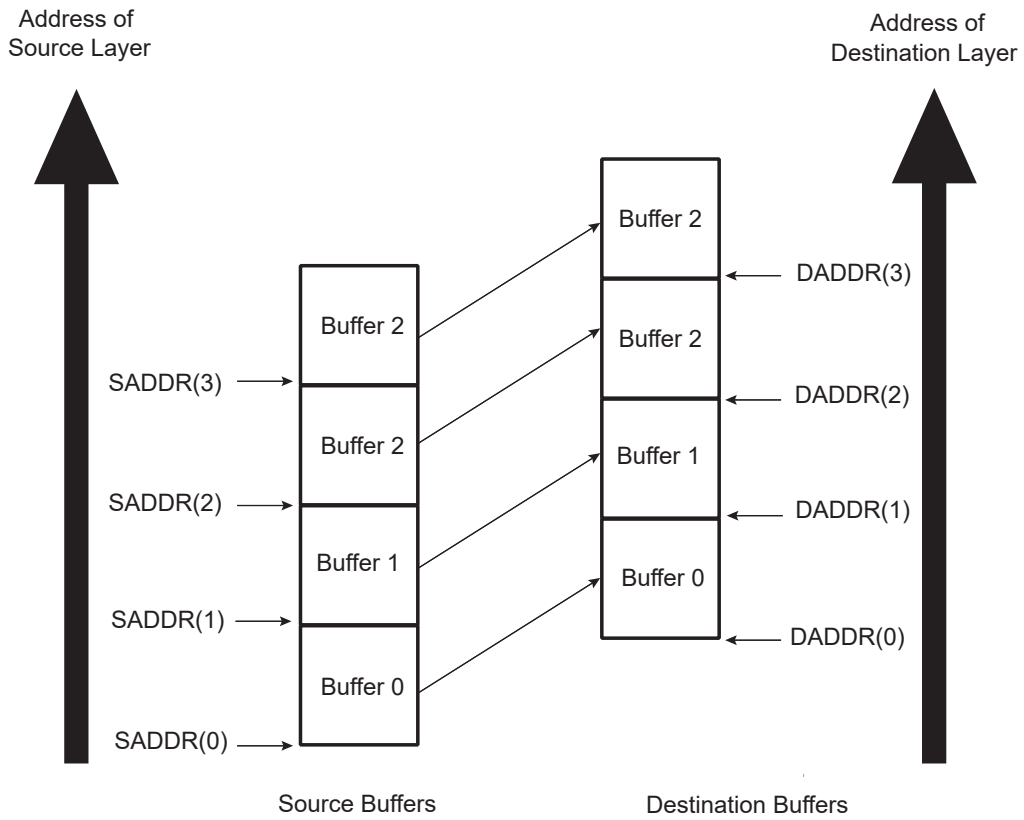 Address of
Source Layer
Address of
Destination Layer
Buffer 2
DADDR(3)
Buffer 2
Buffer 2
SADDR(3)
DADDR(2)
Buffer 2
Buffer 1
SADDR(2)
DADDR(1)
Buffer 1
Buffer 0
SADDR(1)
DADDR(0)
Buffer 0
SADDR(0)
Source Buffers
Destination Buffers